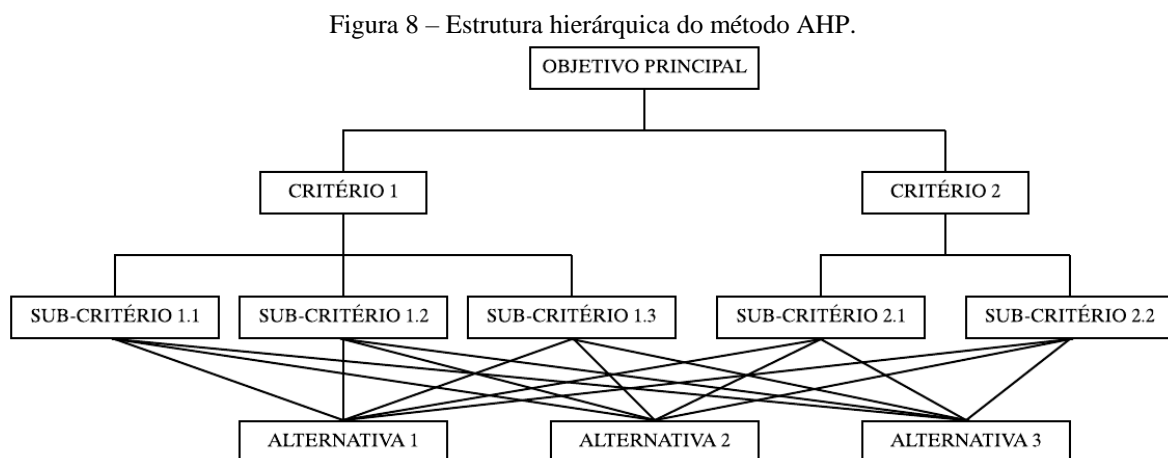 Figura 8 – Estrutura hierárquica do método AHP.
OBJETIVO PRINCIPAL
CRITÉRIO 1
CRITÉRIO 2
SUB-CRITÉRIO 1.1
SUB-CRITÉRIO 1.2
SUB-CRITÉRIO 1.3
SUB-CRITÉRIO 2.1
SUB-CRITÉRIO 2.2
ALTERNATIVA 1
ALTERNATIVA 2
ALTERNATIVA 3